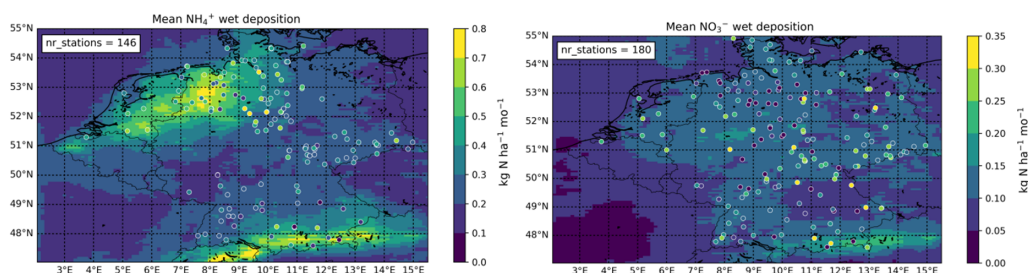 Mean NH₄⁺ wet deposition
nr_stations = 146
55°N
54°N
53°N
52°N
51°N
50°N
49°N
48°N
3°E 4°E 5°E 6°E 7°E 8°E 9°E 10°E 11°E 12°E 13°E 14°E 15°E
0.8
0.7
0.6
0.5
0.4
0.3
0.2
0.1
0.0
kg N ha⁻¹ mo⁻¹
Mean NO₃⁻ wet deposition
nr_stations = 180
55°N
54°N
53°N
52°N
51°N
50°N
49°N
48°N
3°E 4°E 5°E 6°E 7°E 8°E 9°E 10°E 11°E 12°E 13°E 14°E 15°E
0.35
0.30
0.25
0.20
0.15
0.10
0.05
0.00
kg N ha⁻¹ mo⁻¹